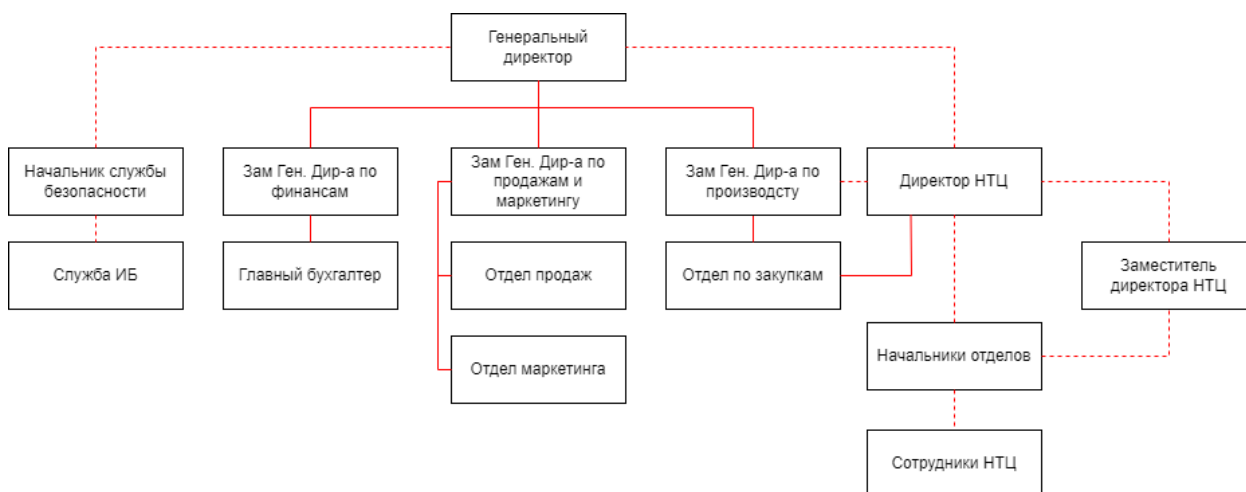 Генеральный
директор
Начальник службы
безопасности
Зам Ген. Дир-а по
финансам
Зам Ген. Дир-а по
продажам и
маркетингу
Зам Ген. Дир-а по
производсту
Директор НТЦ
Служба ИБ
Главный бухгалтер
Отдел продаж
Отдел по закупкам
Заместитель
директора НТЦ
Отдел маркетинга
Начальники отделов
Сотрудники НТЦ